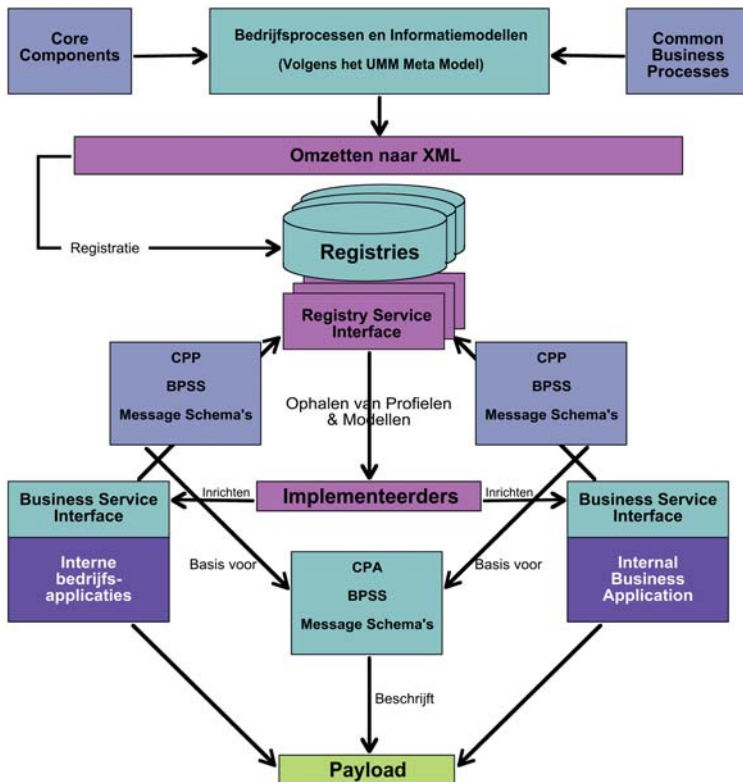 Core
Components
Bedrijfsprocessen en Informatiemodellen
(Volgens het UMM Meta Model)
Common
Business
Processes
Omzetten naar XML
Registratie
Registries
Registry Service
Interface
CPP
BPSS
Message Schema's
CPP
BPSS
Message Schema's
Ophalen van Profielen
& Modellen
Business Service
Interface
Inrichten
Implementeerders
Inrichten
Business Service
Interface
Interne
bedrijfs-
applicaties
Basis voor
CPA
BPSS
Message Schema's
Basis voor
Internal
Business
Application
Beschrijft
Payload